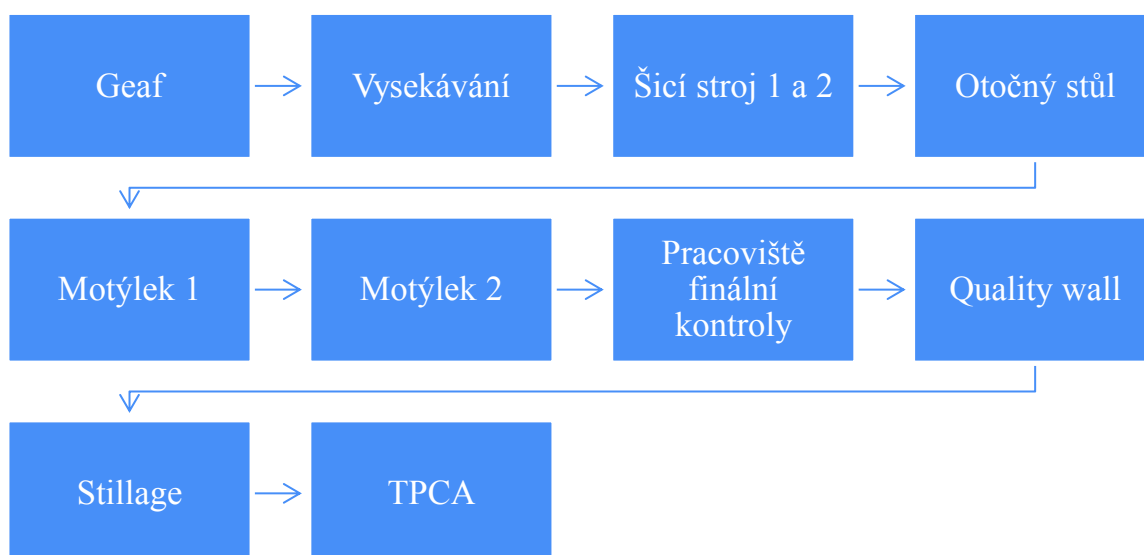 Geaf
Vysekávání
Šicí stroj 1 a 2
Otočný stůl
Motýlek 1
Motýlek 2
Pracoviště
finální
kontroly
Quality wall
Stillage
TPCA